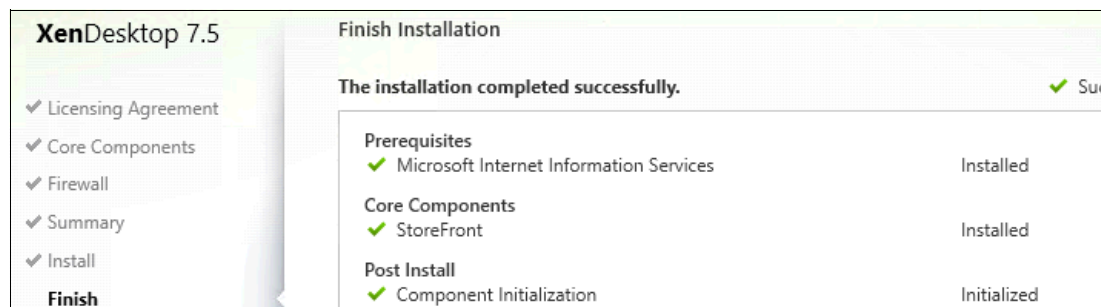 XenDesktop 7.5
Licensing Agreement
Core Components
Firewall
Summary
Install
Finish
Finish Installation
The installation completed successfully.
Prerequisites
Microsoft Internet Information Services Installed
Core Components
StoreFront Installed
Post Install
Component Initialization Initialized